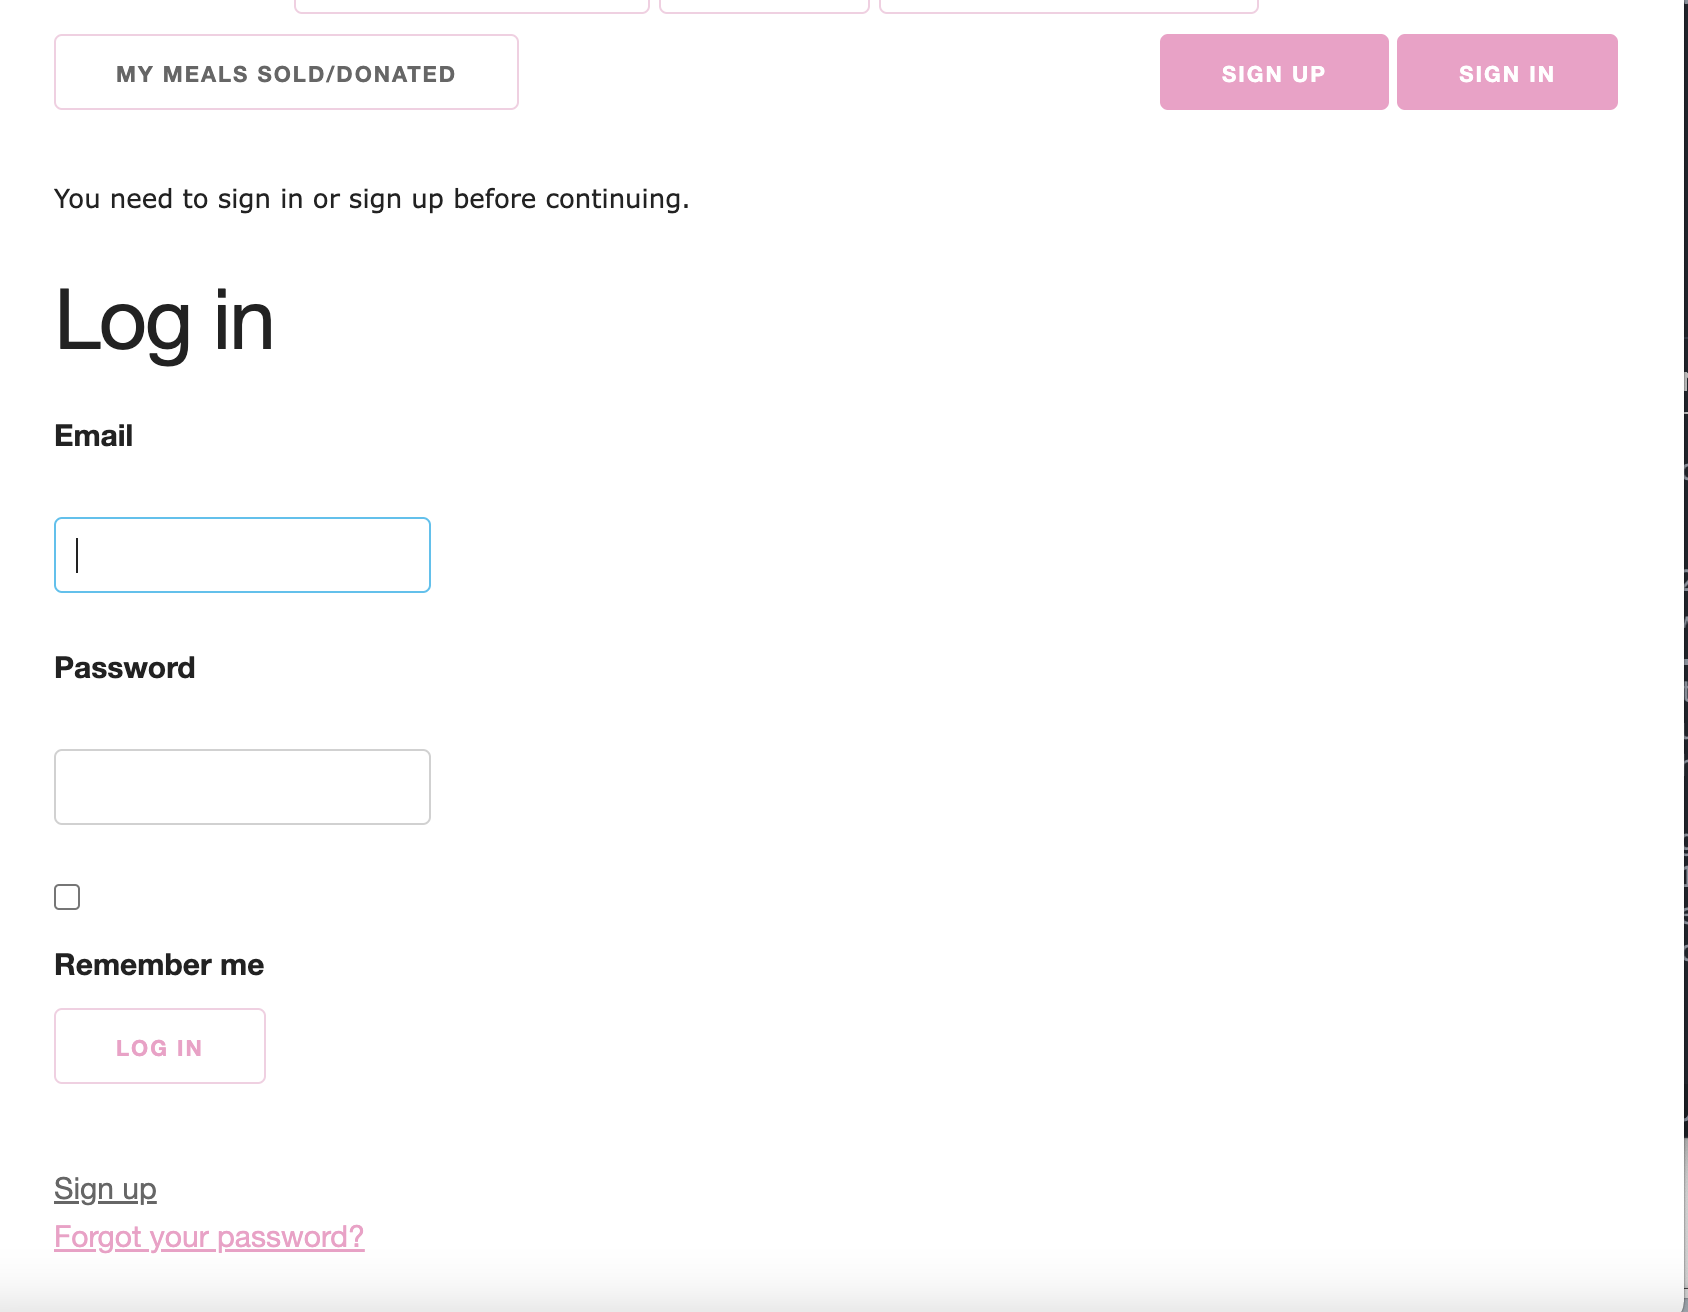 MY MEALS SOLD/DONATED
SIGN UP
SIGN IN
You need to sign in or sign up before continuing.
Log in
Email
Password
Remember me
LOG IN
Sign up
Forgot your password?